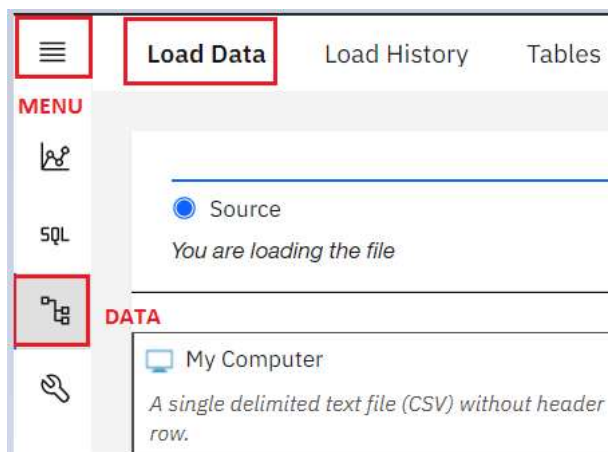 Load Data Load History Tables
MENU
Source
SQL
You are loading the file
DATA
My Computer
A single delimited text file (CSV) without header
row.